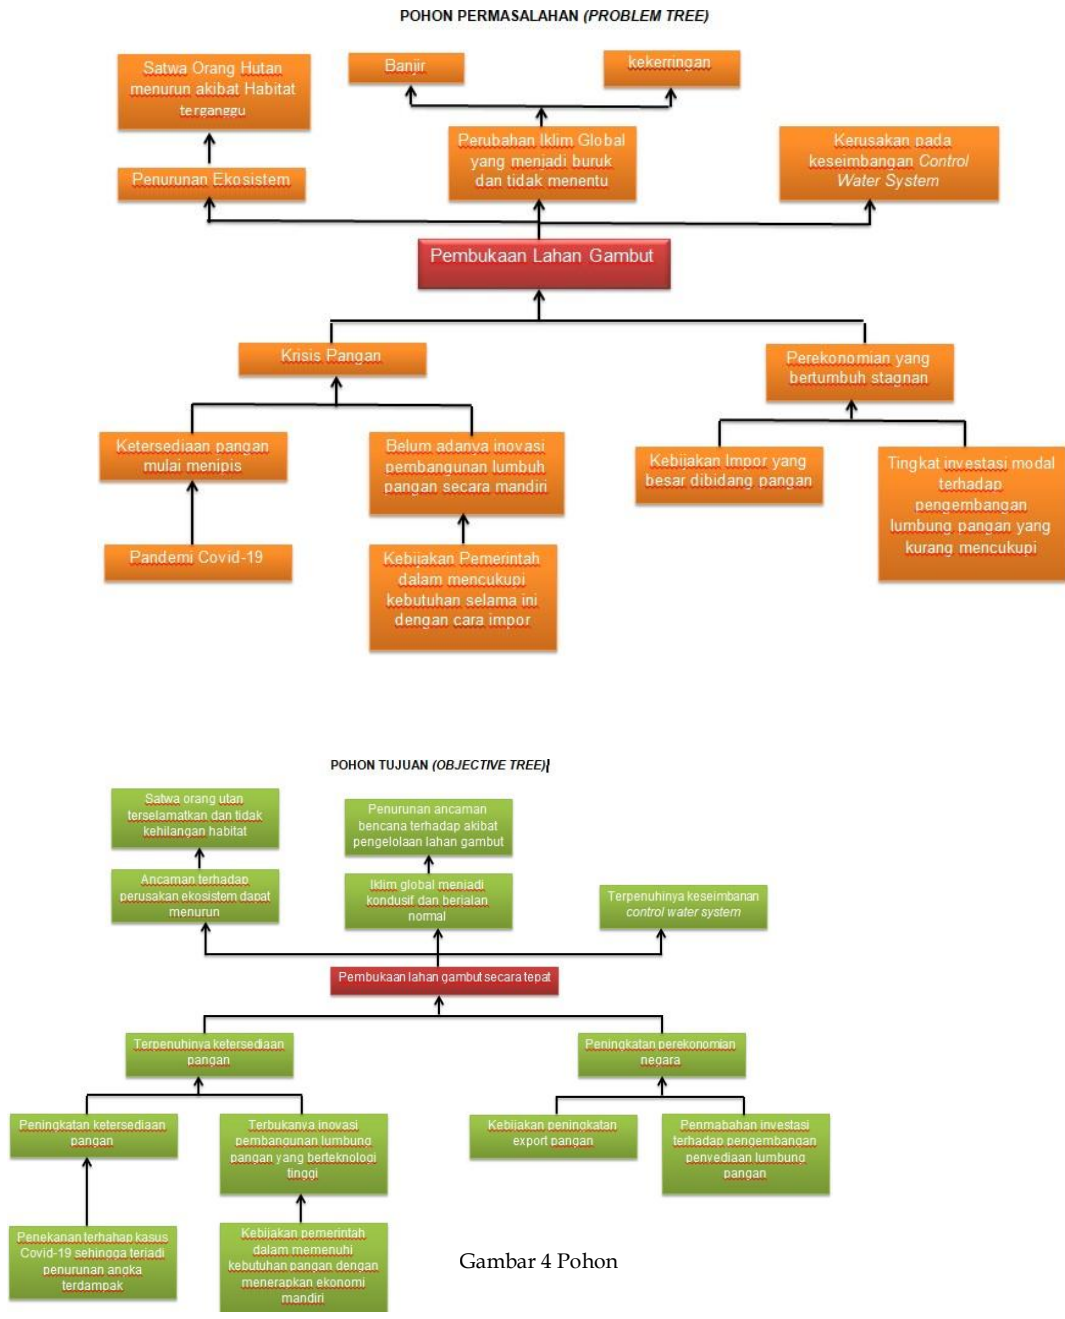 POHON PERMASALAHAN (PROBLEM TREE)
Satwa Orang Hutan
menurun akibat Habitat
terganggu
Banjir
kekerringan
Penurunan Ekosistem
Perubahan Iklim Global
yang menjadi buruk
dan tidak menentu
Kerusakan pada
keseimbangan Control
Water System
Pembukaan Lahan Gambut
Krisis Pangan
Perekonomian yang
bertumbuh stagnan
Ketersediaan pangan
mulai menipis
Belum adanya inovasi
pembangunan lumbuh
pangan secara mandiri
Kebijakan Impor yang
besar dibidang pangan
Tingkat investasi modal
terhadap
pengembangan
lumbung pangan yang
kurang mencukupi
Pandemi Covid-19
Kebijakan Pemerintah
dalam mencukupi
kebutuhan selama ini
dengan cara impor
POHON TUJUAN (OBJECTIVE TREE)
Satwa orang utan
terselamatkan dan tidak
kehilangan habitat
Penurunan ancaman
bencana terhadap akibat
pengelolaan lahan gambut
Ancaman terhadap
perusakan ekosistem dapat
menurun
Iklim global menjadi
kondusif dan berjalan
normal
Terpenuhinya keseimbanan
control water system
Pembukaan lahan gambut secara tepat
Terpenuhinya ketersediaan
pangan
Peningkatan perekonomian
negara
Peningkatan ketersediaan
pangan
Terbukanya inovasi
pembangunan lumbung
pangan yang berteknologi
tinggi
Kebijakan peningkatan
export pangan
Penmabahan investasi
terhadap pengembangan
penyediaan lumbung
pangan
Penekanan terhahap kasus
Covid-19 sehingga terjadi
penurunan angka
terdampak
Kebijakan pemerintah
dalam memenuhi
kebutuhan pangan dengan
menerapkan ekonomi
mandiri
Gambar 4 Pohon